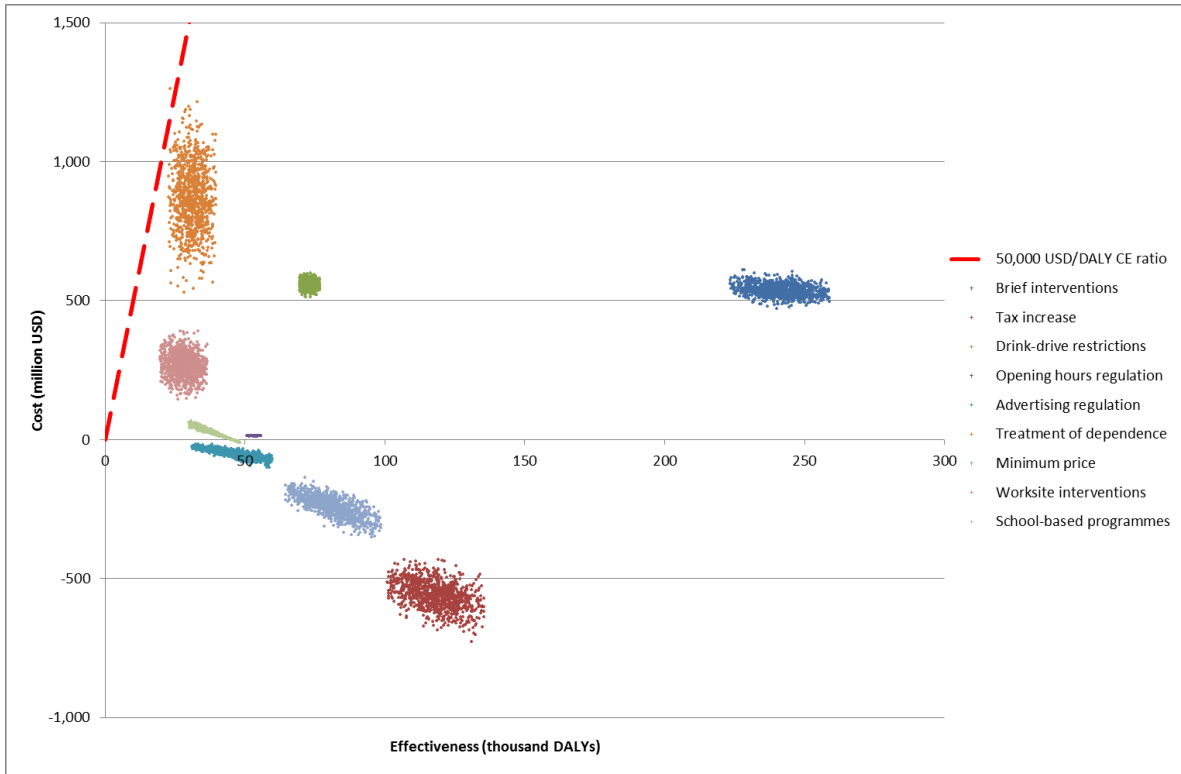 1,500
1,000
500
0
-500
-1,000
0
50
100
150
200
250
300
Cost (million USD)
Effectiveness (thousand DALYs)
50,000 USD/DALY CE ratio
Brief interventions
Tax increase
Drink-drive restrictions
Opening hours regulation
Advertising regulation
Treatment of dependence
Minimum price
Worksite interventions
School-based programmes